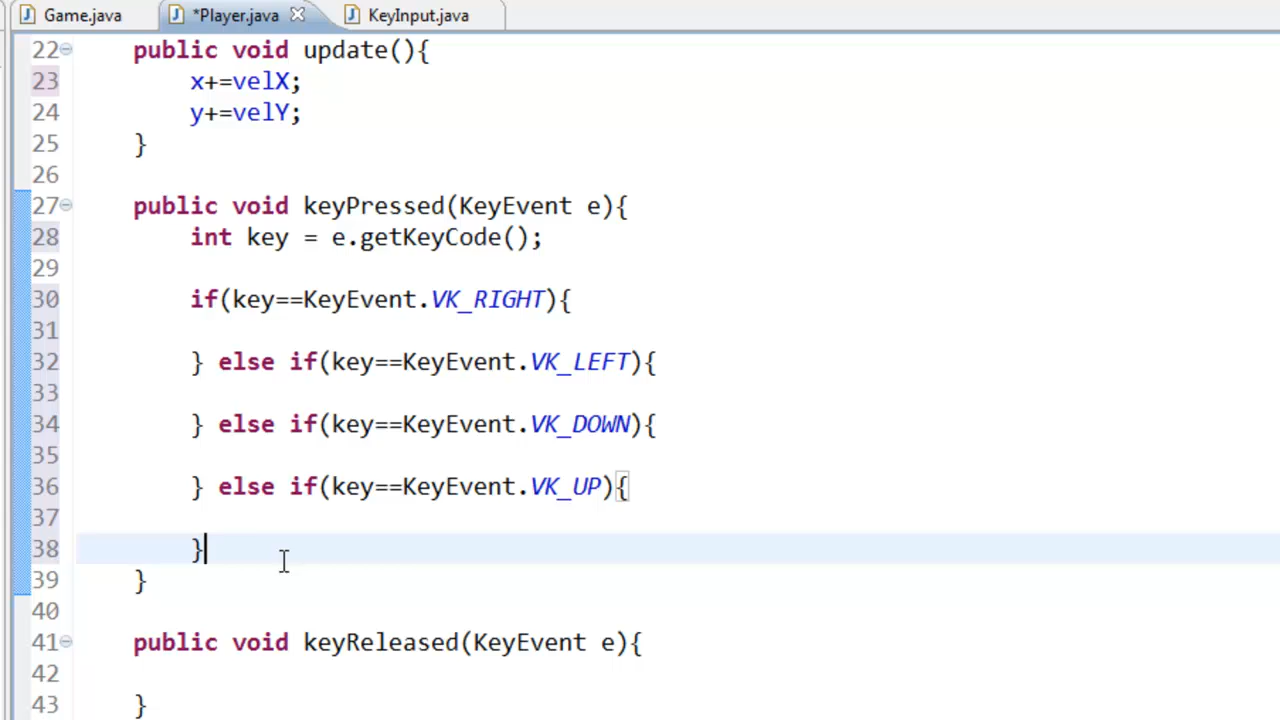 Game.java *Player.java KeyInput.java
22 public void update(){
23 x+=velX;
24 y+=velY;
25 }
26
27 public void keyPressed(KeyEvent e){
28 int key = e.getKeyCode();
29
30 if(key==KeyEvent.VK_RIGHT){
31
32 } else if(key==KeyEvent.VK_LEFT){
33
34 } else if(key==KeyEvent.VK_DOWN){
35
36 } else if(key==KeyEvent.VK_UP){
37
38 }
39 }
40
41 public void keyReleased(KeyEvent e){
42
43 }